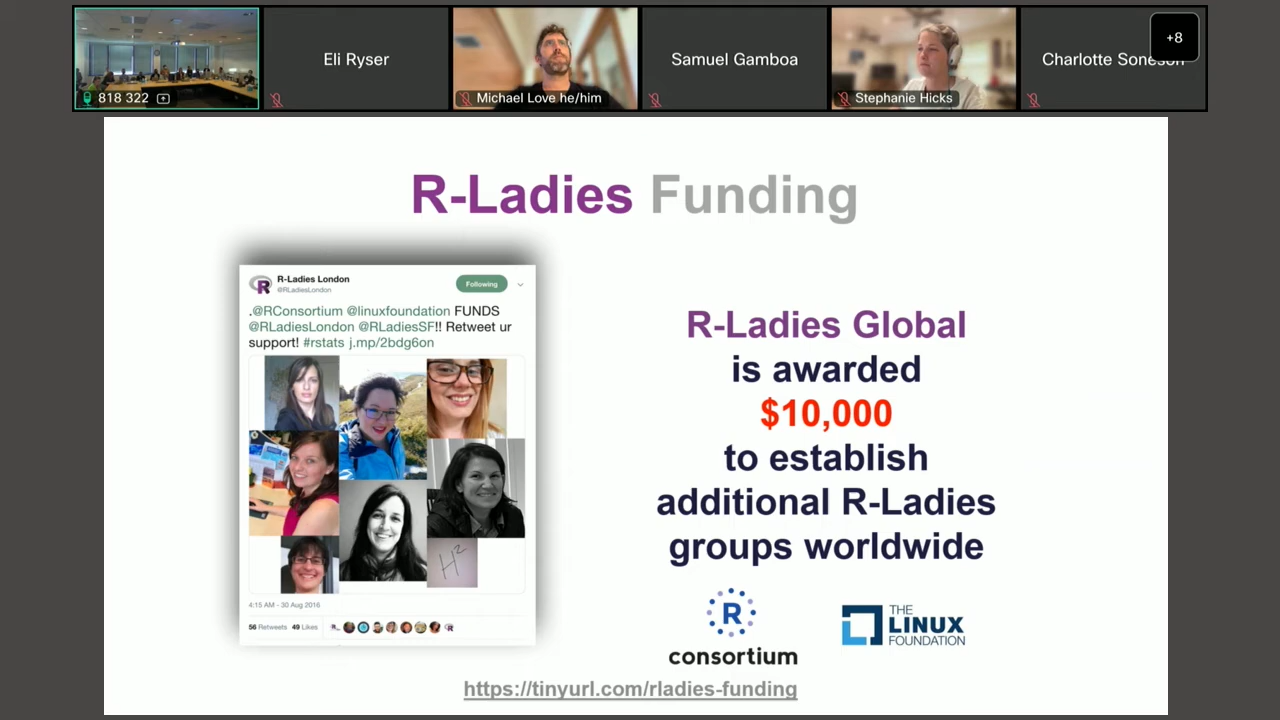 818 322
Eli Ryser
Michael Love he/him
Samuel Gamboa
Stephanie Hicks
Charlotte Soneson
+8
R-Ladies Funding
R-Ladies London
@RLadiesLondon
Following
.@RConsortium @linuxfoundation FUNDS
@RLadiesLondon @RLadiesSF!! Retweet ur
support! #rstats j.mp/2bdg6on
H²
4:15 AM - 30 Aug 2016
56 Retweets 49 Likes
R-Ladies Global
is awarded
$10,000
to establish
additional R-Ladies
groups worldwide
R
consortium
THE
LINUX
FOUNDATION
https://tinyurl.com/rladies-funding